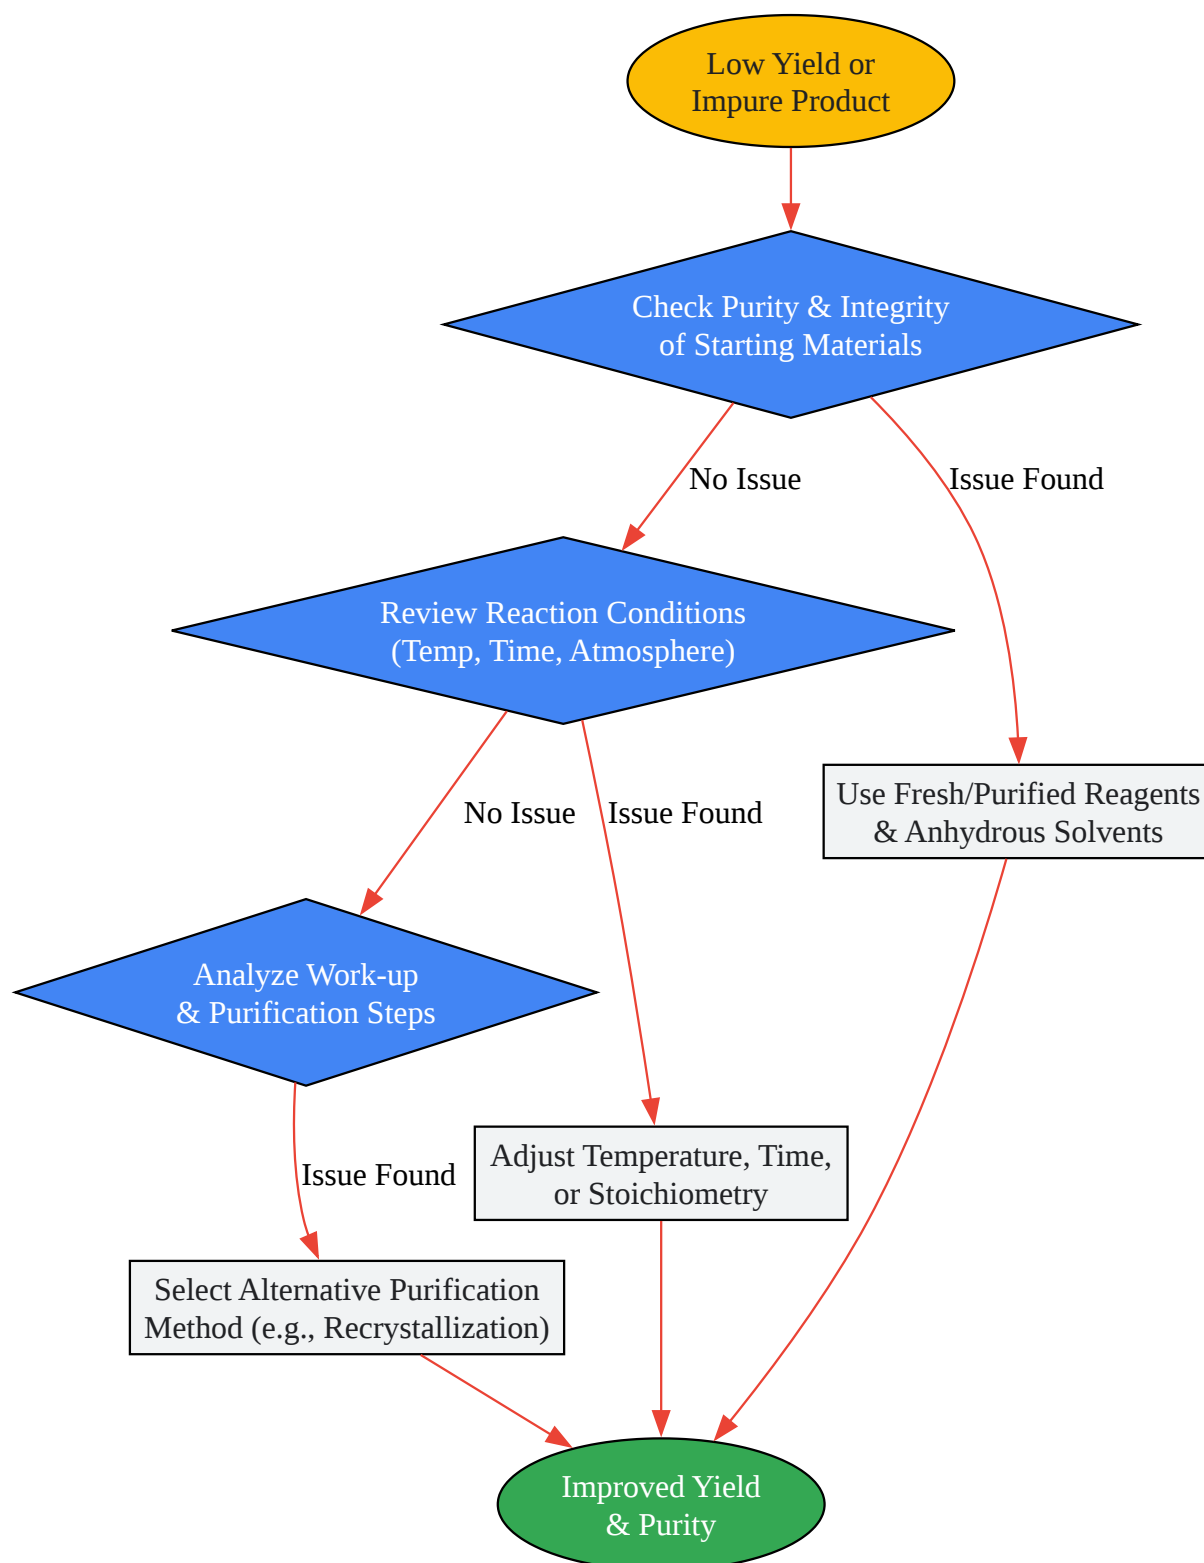 Low Yield or
Impure Product
Check Purity & Integrity
of Starting Materials
No Issue
Issue Found
Review Reaction Conditions
(Temp, Time, Atmosphere)
No Issue
Issue Found
Use Fresh/Purified Reagents
& Anhydrous Solvents
Analyze Work-up
& Purification Steps
Issue Found
Adjust Temperature, Time,
or Stoichiometry
Select Alternative Purification
Method (e.g., Recrystallization)
Improved Yield
& Purity